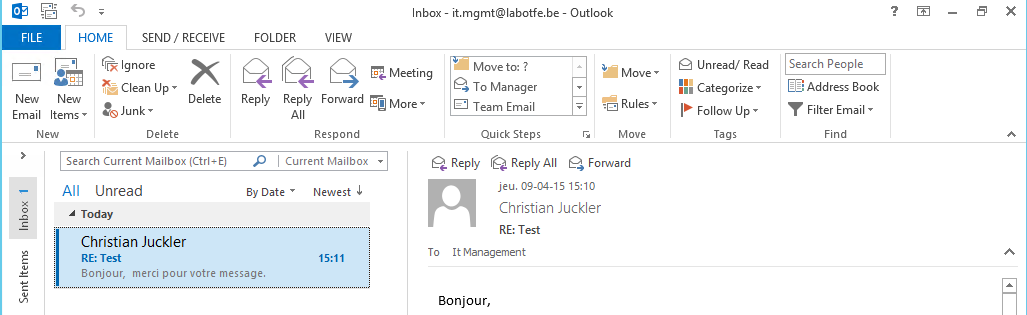 Inbox - it.mgmt@labotfe.be - Outlook
?
FILE HOME SEND / RECEIVE FOLDER VIEW
New Email
New Items
New
Ignore
Clean Up
Junk
Delete
Delete
Reply
Reply All
Forward
Meeting
More
Respond
Move to: ?
To Manager
Team Email
Quick Steps
Move
Rules
Move
Unread/ Read
Categorize
Follow Up
Tags
Search People
Address Book
Filter Email
Find
Search Current Mailbox (Ctrl+E) Current Mailbox
All Unread By Date Newest
Today
Christian Juckler
RE: Test 15:11
Bonjour, merci pour votre message.
Inbox 1
Sent Items
Reply Reply All Forward
jeu. 09-04-15 15:10
Christian Juckler
RE: Test
To It Management
Bonjour,